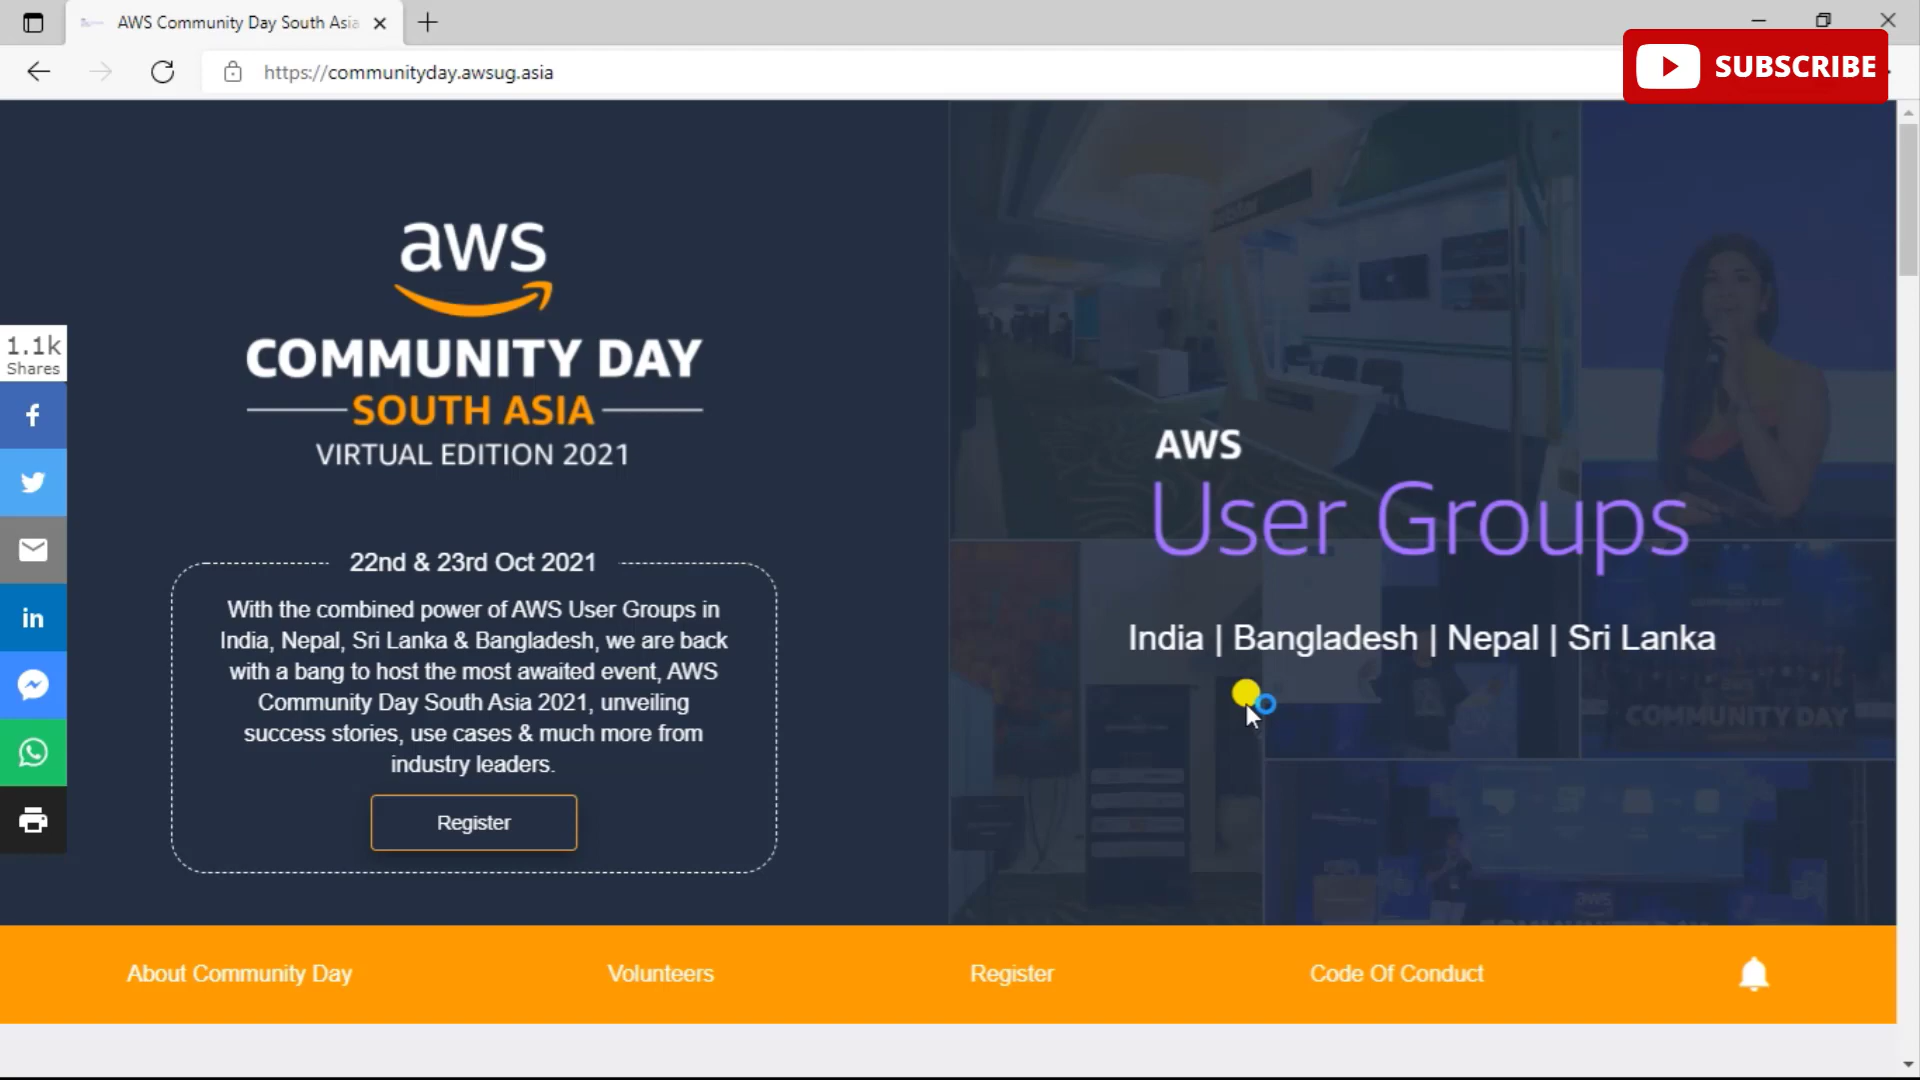 AWS Community Day South Asia
https://communityday.awsug.asia
SUBSCRIBE
aws
COMMUNITY DAY
SOUTH ASIA
VIRTUAL EDITION 2021
1.1k
Shares
22nd & 23rd Oct 2021
With the combined power of AWS User Groups in
India, Nepal, Sri Lanka & Bangladesh, we are back
with a bang to host the most awaited event, AWS
Community Day South Asia 2021, unveiling
success stories, use cases & much more from
industry leaders.
Register
AWS
User Groups
India | Bangladesh | Nepal | Sri Lanka
COMMUNITY DAY
aws
About Community Day
Volunteers
Register
Code Of Conduct